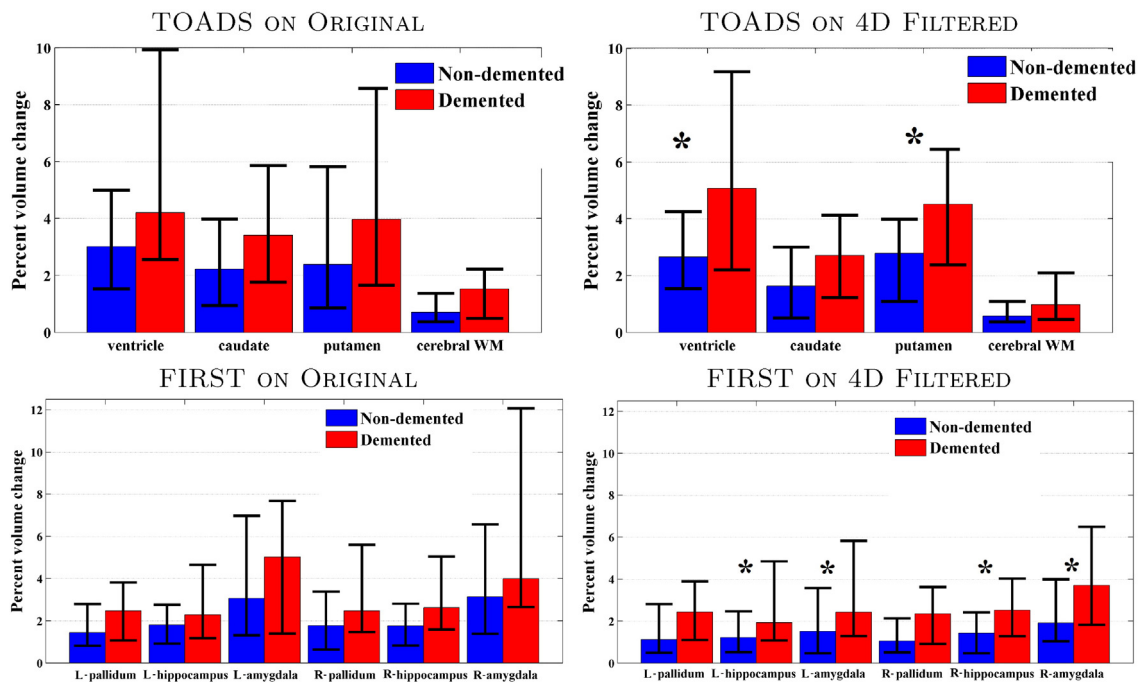 TOADS on Original
Percent volume change
10
8
6
4
2
0
Non-demented
Demented
ventricle caudate putamen cerebral WM
TOADS on 4D Filtered
Percent volume change
10
8
6
4
2
0
Non-demented
Demented
*
*
ventricle caudate putamen cerebral WM
FIRST on Original
Percent volume change
12
10
8
6
4
2
0
Non-demented
Demented
L-pallidum L-hippocampus L-amygdala R-pallidum R-hippocampus R-amygdala
FIRST on 4D Filtered
Percent volume change
12
10
8
6
4
2
0
Non-demented
Demented
*
*
*
*
L-pallidum L-hippocampus L-amygdala R-pallidum R-hippocampus R-amygdala